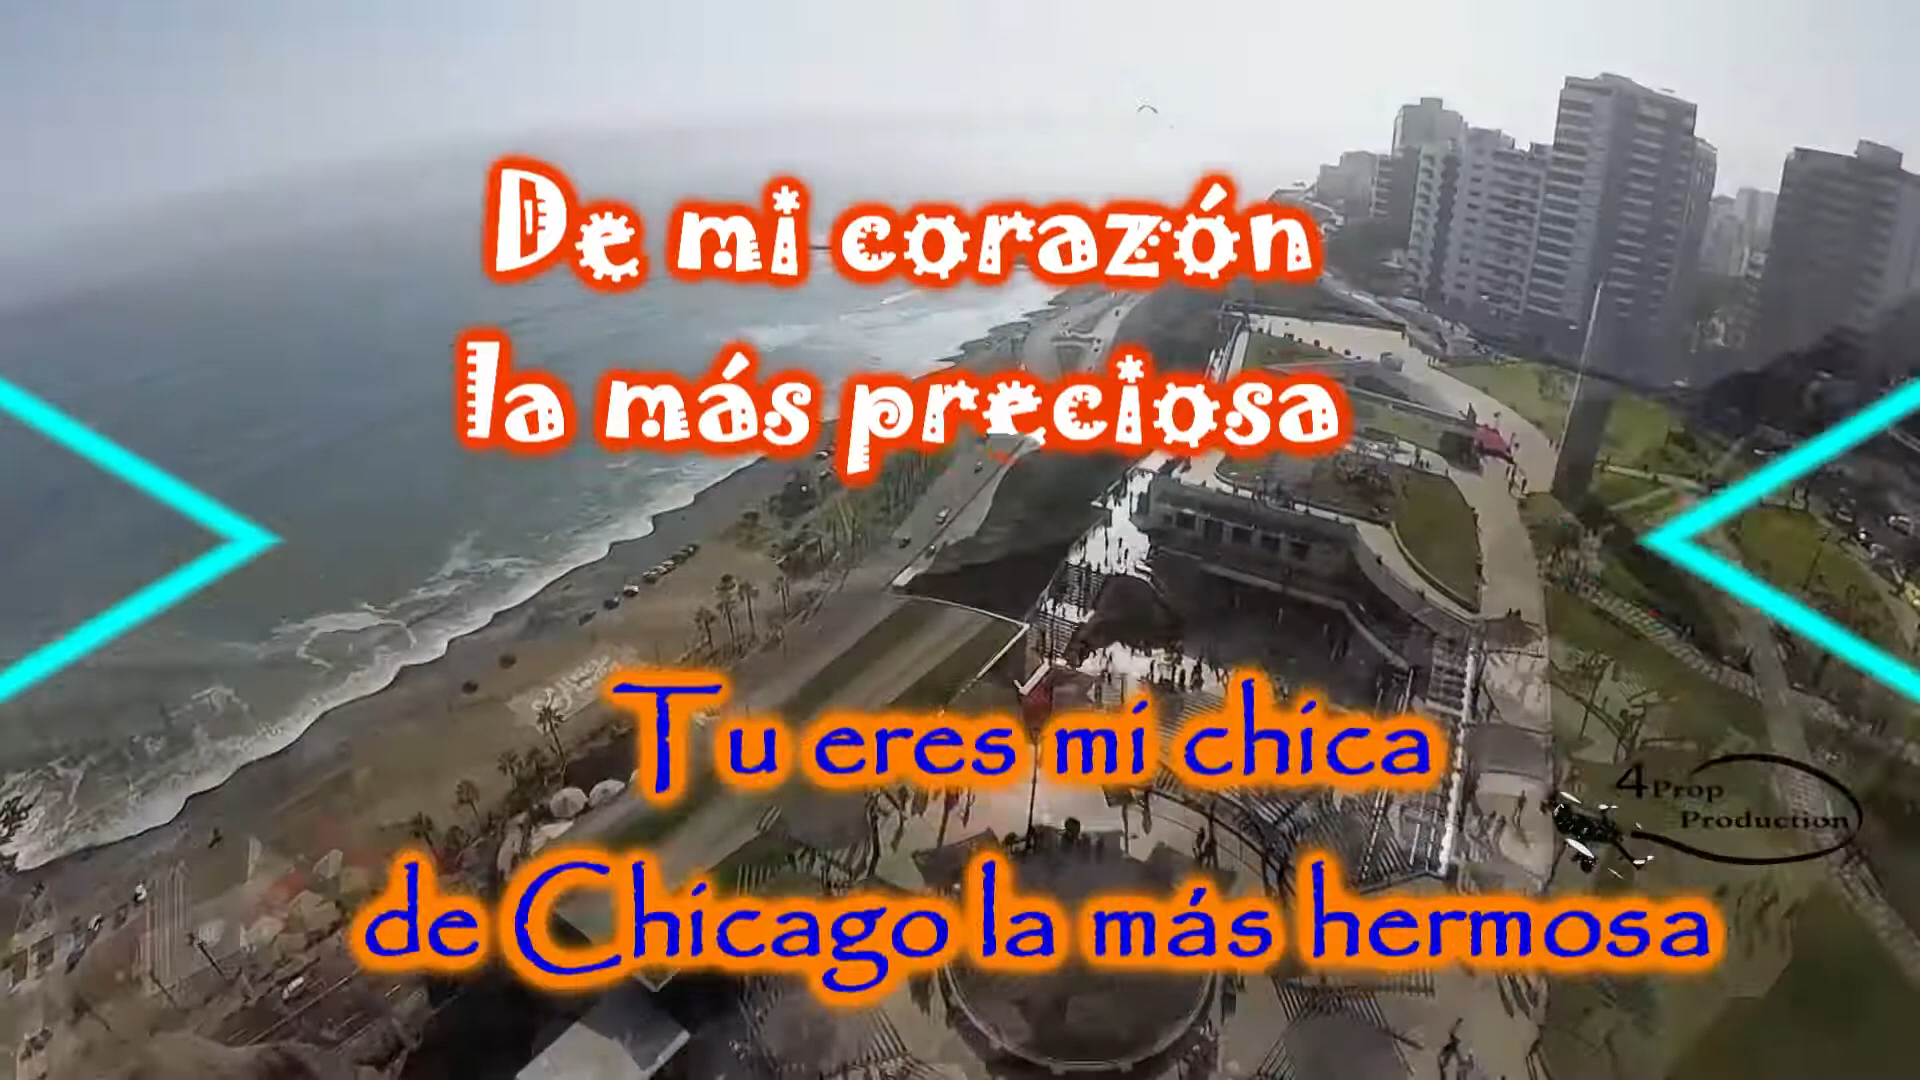 De mi corazón
la más preciosa
Tu eres mi chica
de Chicago la más hermosa
4Prop
Production